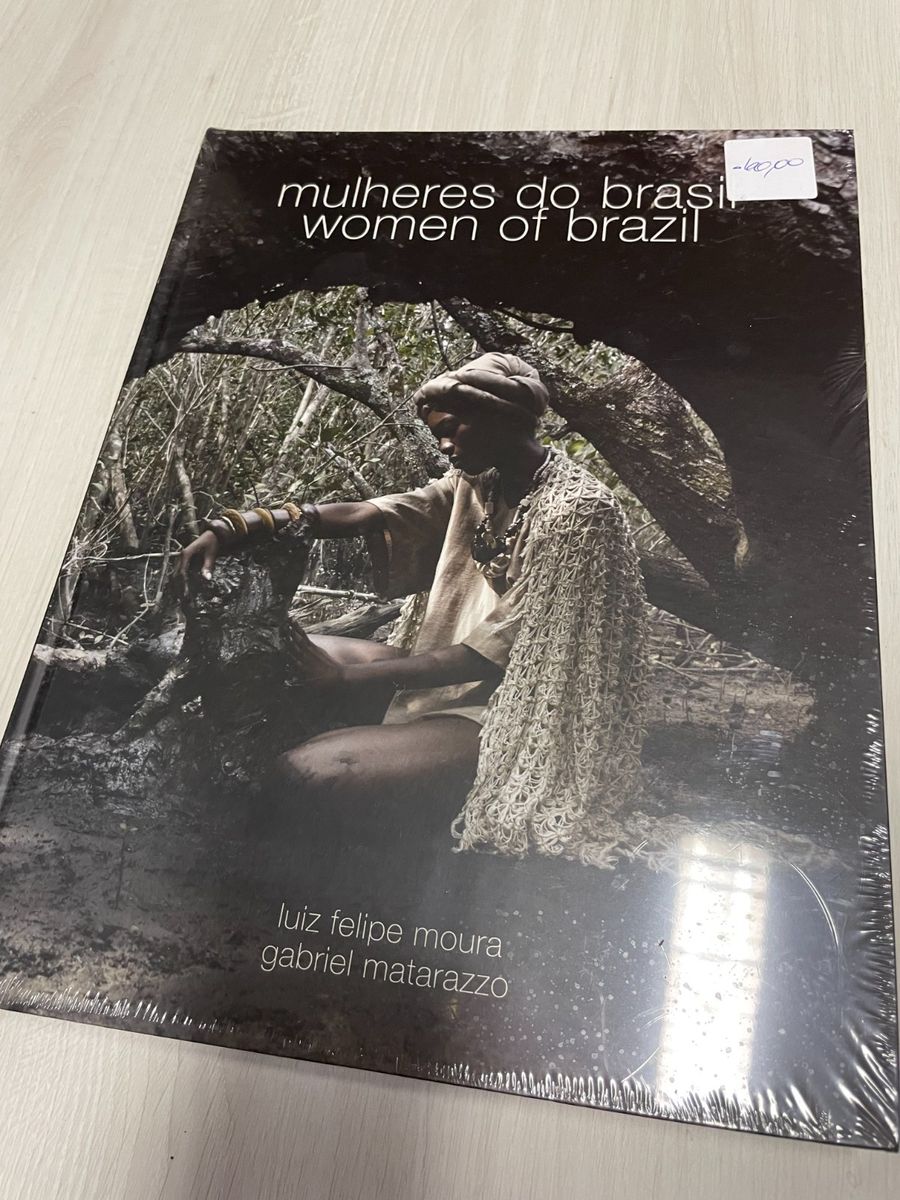 mulheres do brasil
women of brazil
luiz felipe moura
gabriel matarazzo